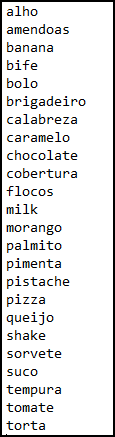 alho
amendoas
banana
bife
bolo
brigadeiro
calabreza
caramelo
chocolate
cobertura
flocos
milk
morango
palmito
pimenta
pistache
pizza
queijo
shake
sorvete
suco
tempura
tomate
torta